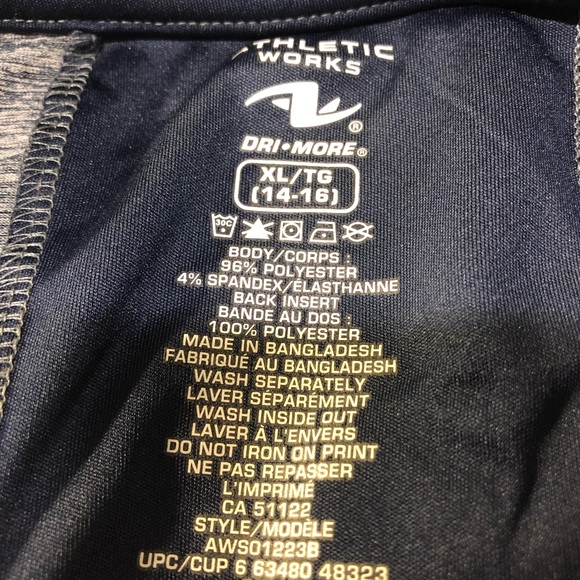 ATHLETIC
WORKS
®
DRI•MORE®
XL/TG
(14-16)
30C
BODY/CORPS :
96% POLYESTER
4% SPANDEX/ÉLASTHANNE
BACK INSERT
BANDE AU DOS :
100% POLYESTER
MADE IN BANGLADESH
FABRIQUÉ AU BANGLADESH
WASH SEPARATELY
LAVER SÉPARÉMENT
WASH INSIDE OUT
LAVER À L'ENVERS
DO NOT IRON ON PRINT
NE PAS REPASSER
L'IMPRIMÉ
CA 51122
STYLE/MODÈLE
AWS01223B
UPC/CUP 6 63480 48323